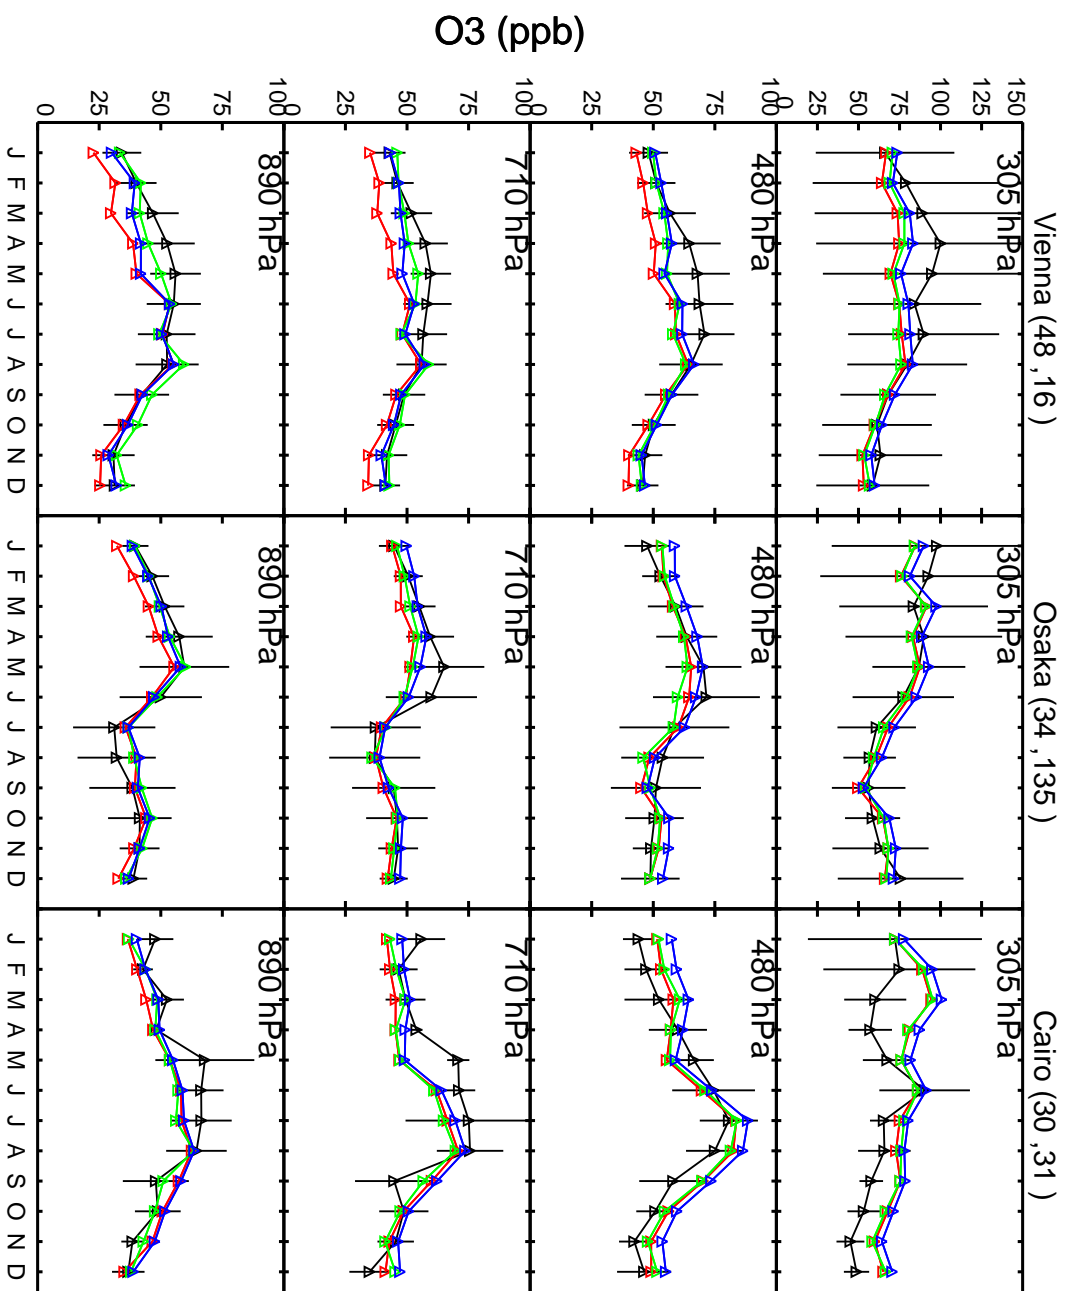 O3 (ppb)
Vienna (48 ,16 )
Osaka (34 ,135 )
Cairo (30 ,31 )
150
125
100
75
50
25
0
305 hPa
305 hPa
305 hPa
100
75
50
25
0
480 hPa
480 hPa
480 hPa
100
75
50
25
0
710 hPa
710 hPa
710 hPa
100
75
50
25
0
890 hPa
890 hPa
890 hPa
J F M A M J J A S O N D
J F M A M J J A S O N D
J F M A M J J A S O N D